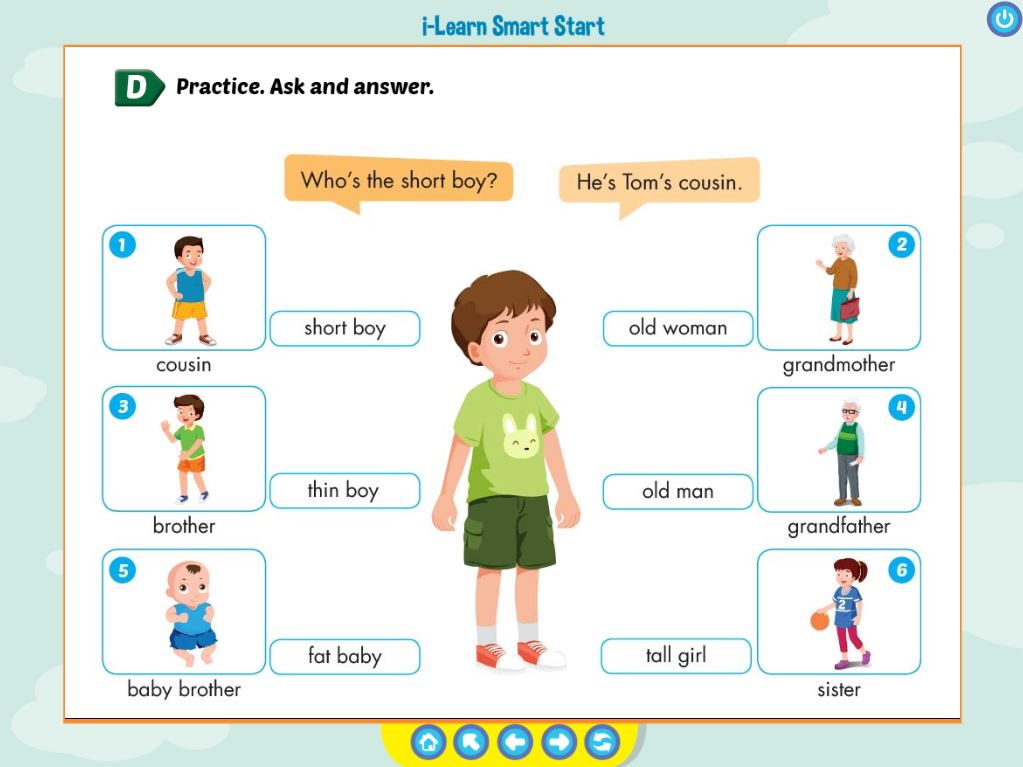 i-Learn Smart Start
D Practice. Ask and answer.
Who's the short boy?
He's Tom's cousin.
1
short boy
cousin
2
old woman
grandmother
3
thin boy
brother
4
old man
grandfather
5
fat baby
baby brother
6
2
tall girl
sister